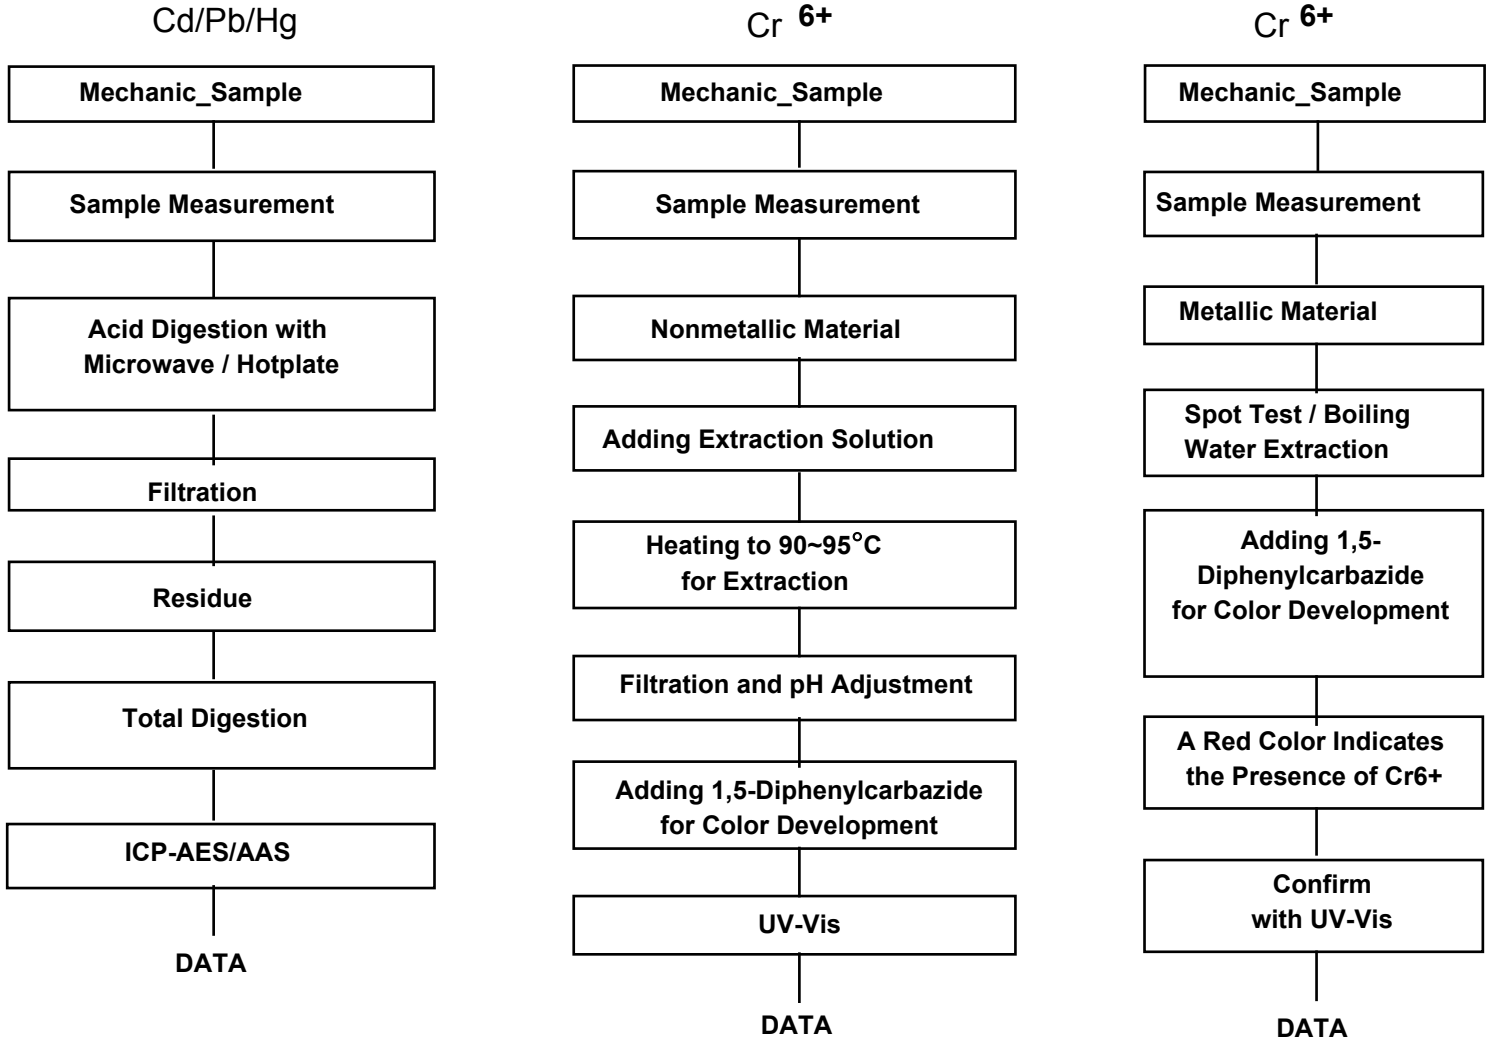 Cd/Pb/Hg
Mechanic_Sample
Sample Measurement
Acid Digestion with
Microwave / Hotplate
Filtration
Residue
Total Digestion
ICP-AES/AAS
DATA
Cr 6+
Mechanic_Sample
Sample Measurement
Nonmetallic Material
Adding Extraction Solution
Heating to 90~95°C
for Extraction
Filtration and pH Adjustment
Adding 1,5-Diphenylcarbazide
for Color Development
UV-Vis
DATA
Cr 6+
Mechanic_Sample
Sample Measurement
Metallic Material
Spot Test / Boiling
Water Extraction
Adding 1,5-
Diphenylcarbazide
for Color Development
A Red Color Indicates
the Presence of Cr6+
Confirm
with UV-Vis
DATA